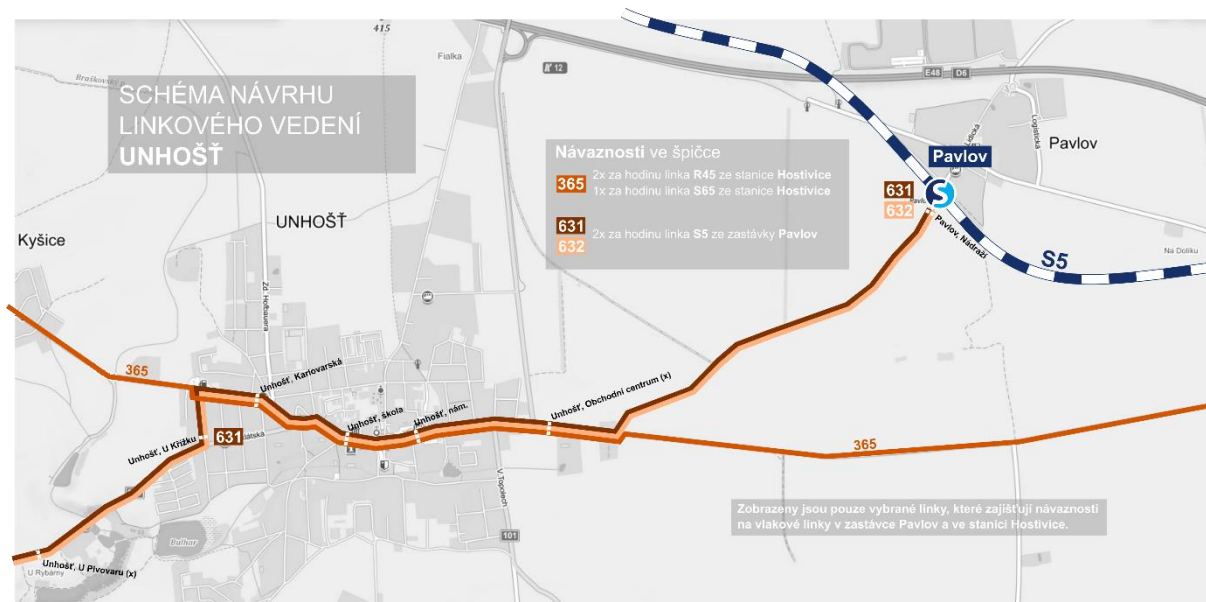 SCHÉMA NÁVRHU
LINKOVÉHO VEDENÍ
UNHOŠŤ
415
Fialka
12
E48
D6
Návaznosti ve špičce
365
2x za hodinu linka R45 ze stanice Hostivice
1x za hodinu linka S65 ze stanice Hostivice
631
632
2x za hodinu linka S5 ze zastávky Pavlov
Pavlov
Pavlov
Lidická
Logistická
631
632
Pavlov, Nádraží
S5
Na Dolíku
Kyšice
UNHOŠŤ
365
Unhošť, Karlovarská
Unhošť, škola
Unhošť, nám.
Unhošť, Obchodní centrum (x)
Unhošť, U Křížku
631
365
V Topolech
101
Bulhar
U Rybárny
Unhošť, U Pivovaru (x)
Zobrazeny jsou pouze vybrané linky, které zajišťují návaznosti
na vlakové linky v zastávce Pavlov a ve stanici Hostivice.